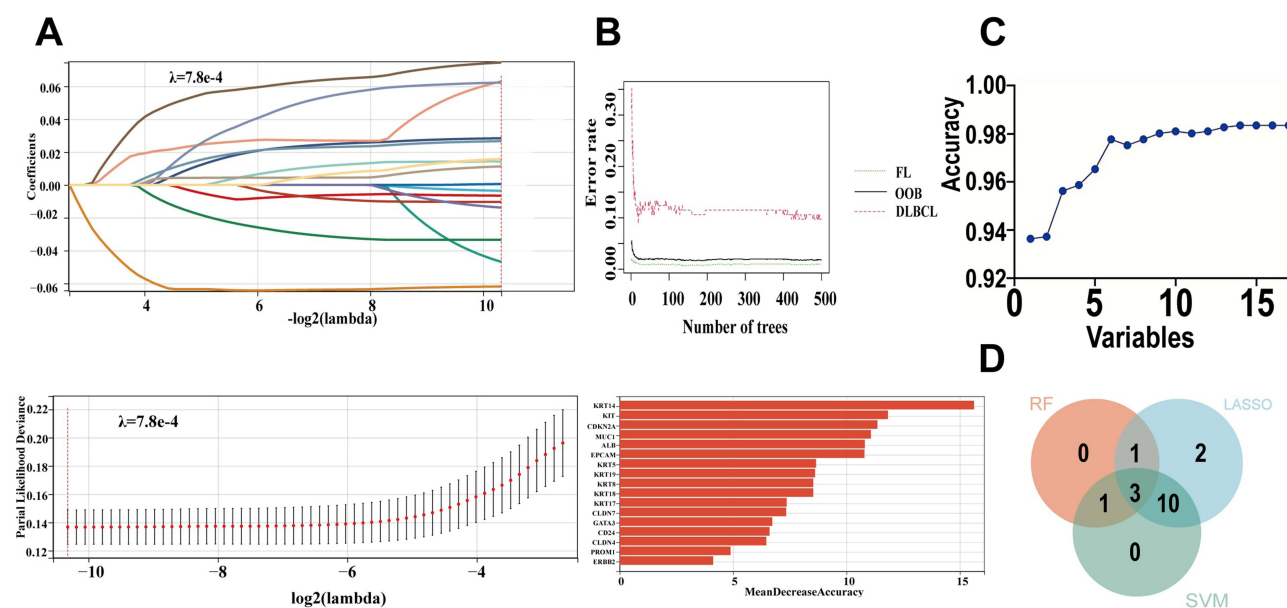 A
λ=7.8e-4
0.06
0.04
0.02
0.00
−0.02
−0.04
−0.06
Coefficients
4
6
8
10
-log2(lambda)
B
0.30
0.20
0.10
0.00
Error rate
0
100
200
300
400
500
Number of trees
FL
OOB
DLBCL
C
1.00
0.98
0.96
0.94
0.92
Accuracy
0
5
10
15
Variables
λ=7.8e-4
0.22
0.20
0.18
0.16
0.14
0.12
Parial Likelihood Deviance
−10
−8
−6
−4
log2(lambda)
KRT14
KIT
CDKN2A
MUC1
ALB
EPCAM
KRT5
KRT19
KRT8
KRT18
KRT17
CLDN7
GATA3
CD24
CLDN4
PROM1
ERBB2
0
5
10
15
MeanDecreaseAccuracy
D
RF
LASSO
0
1
2
3
1
10
0
SVM